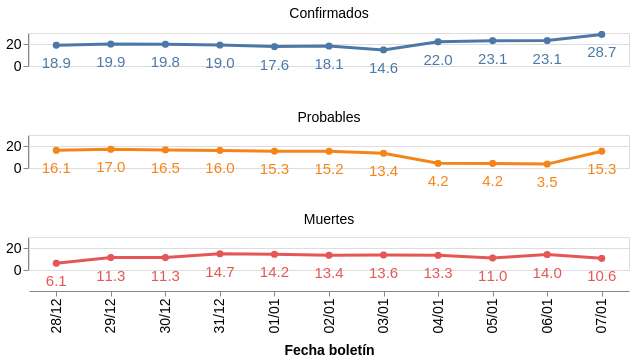 Confirmados
20
0
18.9 19.9 19.8 19.0 17.6 18.1 14.6 22.0 23.1 23.1 28.7
Probables
20
0
16.1 17.0 16.5 16.0 15.3 15.2 13.4 4.2 4.2 3.5 15.3
Muertes
20
0
6.1 11.3 11.3 14.7 14.2 13.4 13.6 13.3 11.0 14.0 10.6
28/12 29/12 30/12 31/12 01/01 02/01 03/01 04/01 05/01 06/01 07/01
Fecha boletín